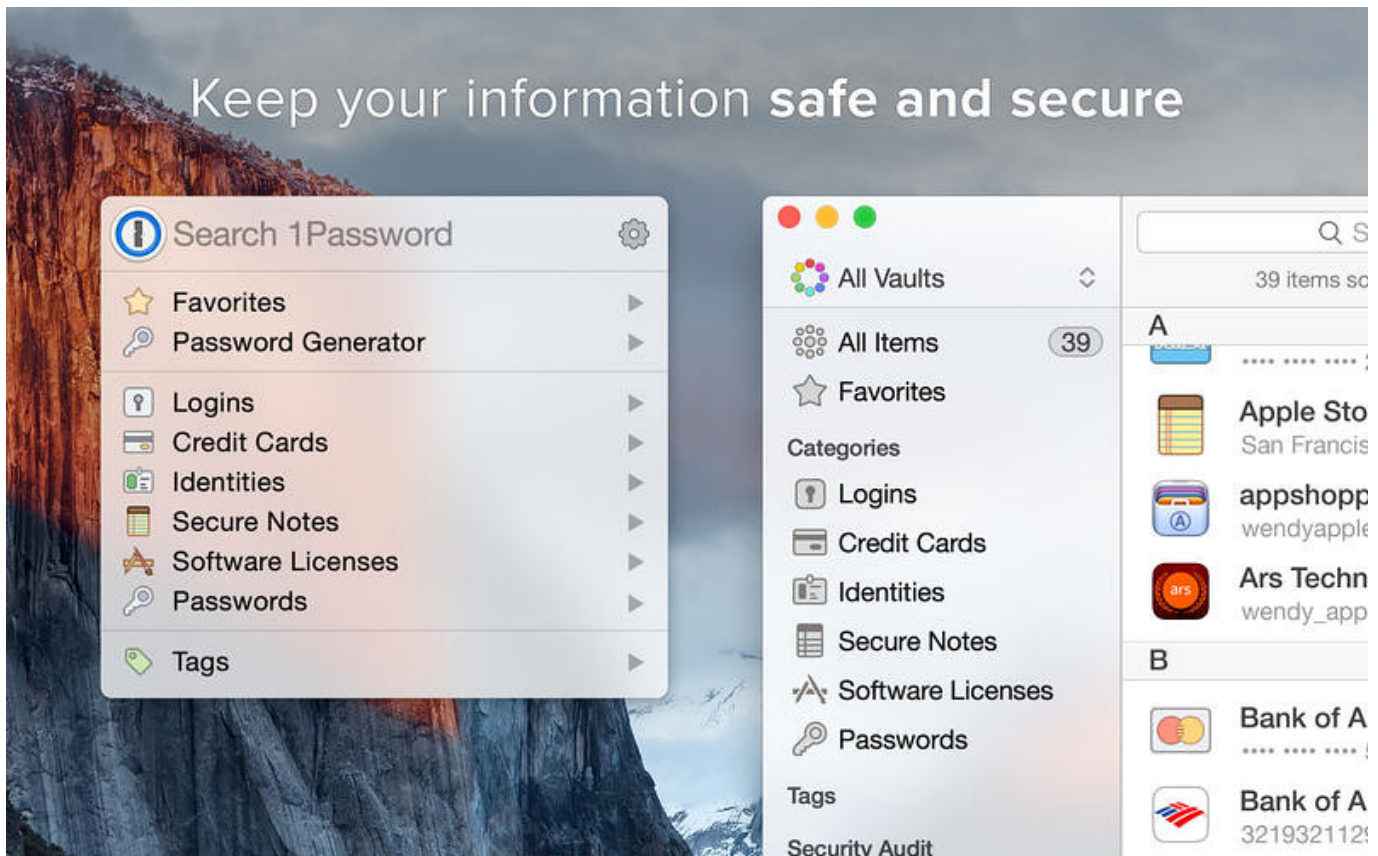 Keep your information safe and secure
Search 1Password
Favorites
Password Generator
Logins
Credit Cards
Identities
Secure Notes
Software Licenses
Passwords
Tags
All Vaults
All Items 39
Favorites
Categories
Logins
Credit Cards
Identities
Secure Notes
Software Licenses
Passwords
Tags
Security Audit
S
39 items so
A
•••• •••• ••••
Apple Sto
San Francis
appshopp
wendyapple
ars
Ars Techn
wendy_app
B
Bank of A
•••• •••• ••••
Bank of A
3219321129